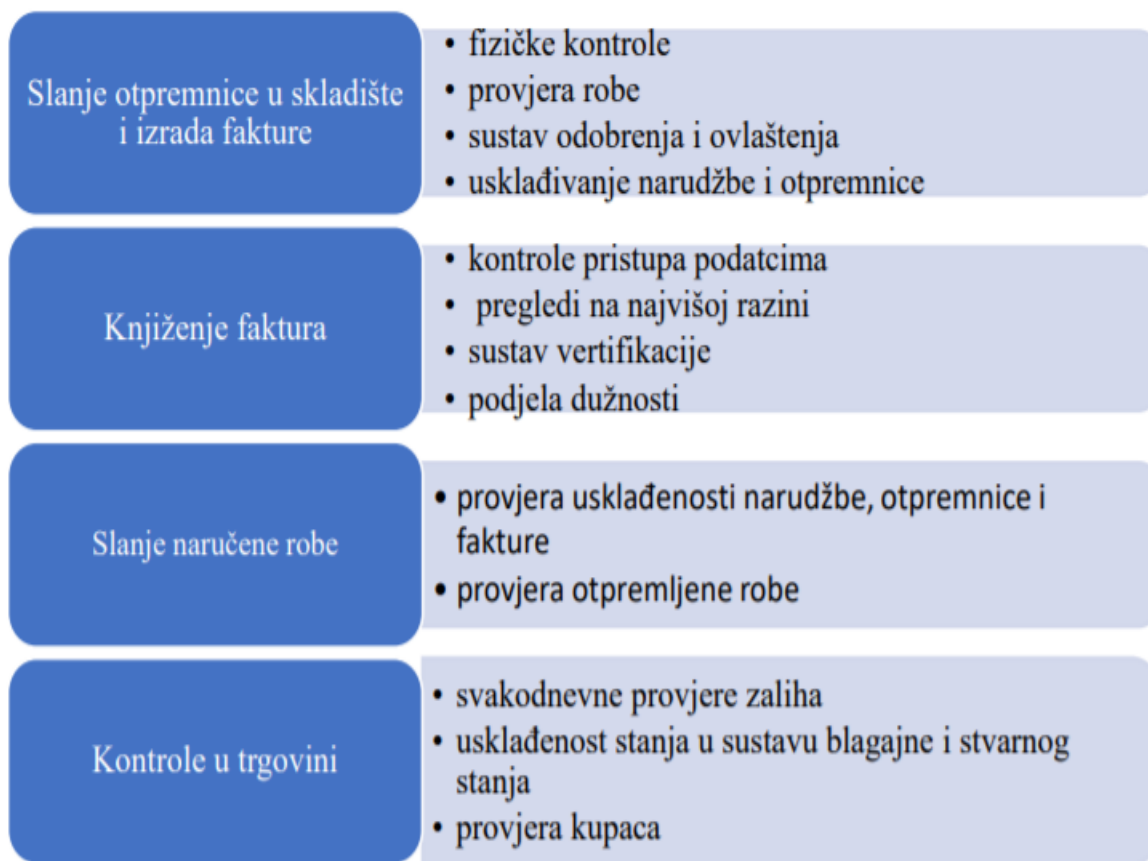 Slanje otpremnice u skladište
i izrada fakture
• fizičke kontrole
• provjera robe
• sustav odobrenja i ovlaštenja
• usklađivanje narudžbe i otpremnice
Knjiženje faktura
• kontrole pristupa podatcima
• pregledi na najvišoj razini
• sustav vertifikacije
• podjela dužnosti
Slanje naručene robe
• provjera usklađenosti narudžbe, otpremnice i
fakture
• provjera otpremljene robe
Kontrole u trgovini
• svakodnevne provjere zaliha
• usklađenost stanja u sustavu blagajne i stvarnog
stanja
• provjera kupaca